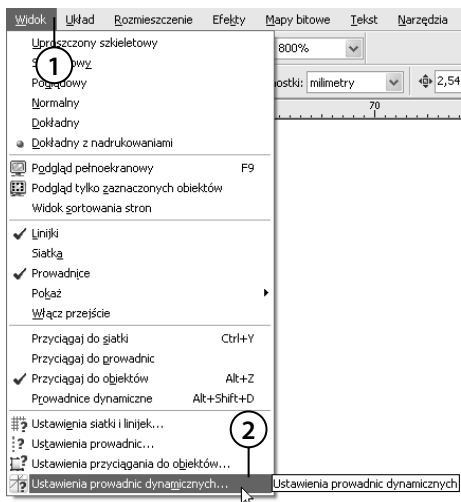 Widok Układ Rozmieszczenie Efekty Mapy bitowe Tekst Narzędzia
800%
milimetry 2,54
70
Uproszczony szkieletowy
1
Normalny
Dokładny
Dokładny z nadrukowaniami
Podgląd pełnoekranowy F9
Podgląd tylko zaznaczonych obiektów
Widok sortowania stron
Linijki
Siatka
Prowadnice
Pokaż
Włącz przejście
Przyciągaj do siatki Ctrl+Y
Przyciągaj do prowadnic
Przyciągaj do obiektów Alt+Z
Prowadnice dynamiczne Alt+Shift+D
Ustawienia siatki i linijek...
2
Ustawienia prowadnic...
Ustawienia przyciągania do obiektów...
Ustawienia prowadnic dynamicznych... Ustawienia prowadnic dynamicznych